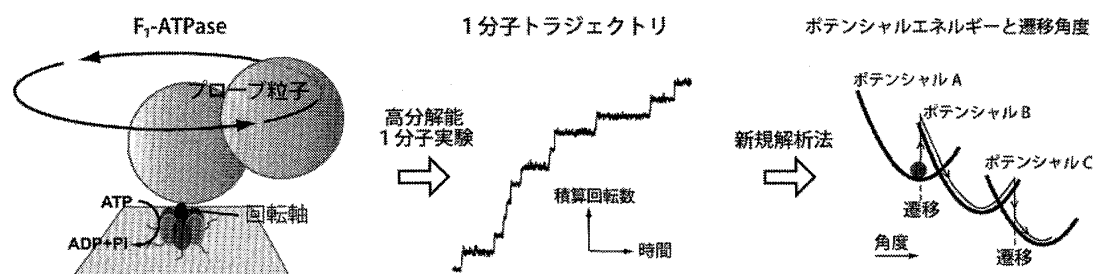 F₁-ATPase
プローブ粒子
ATP
ADP+Pi
回転軸
高分解能
1分子実験
1分子トラジェクトリ
積算回転数
時間
新規解析法
ポテンシャルエネルギーと遷移角度
ポテンシャルA
ポテンシャルB
ポテンシャルC
遷移
角度
遷移